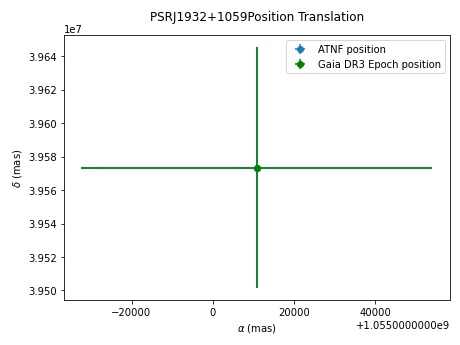 PSRJ1932+1059Position Translation
1e7
ATNF position
Gaia DR3 Epoch position
3.964
3.962
3.960
3.958
3.956
3.954
3.952
3.950
δ (mas)
−20000 0 20000 40000
+1.0550000000e9
α (mas)